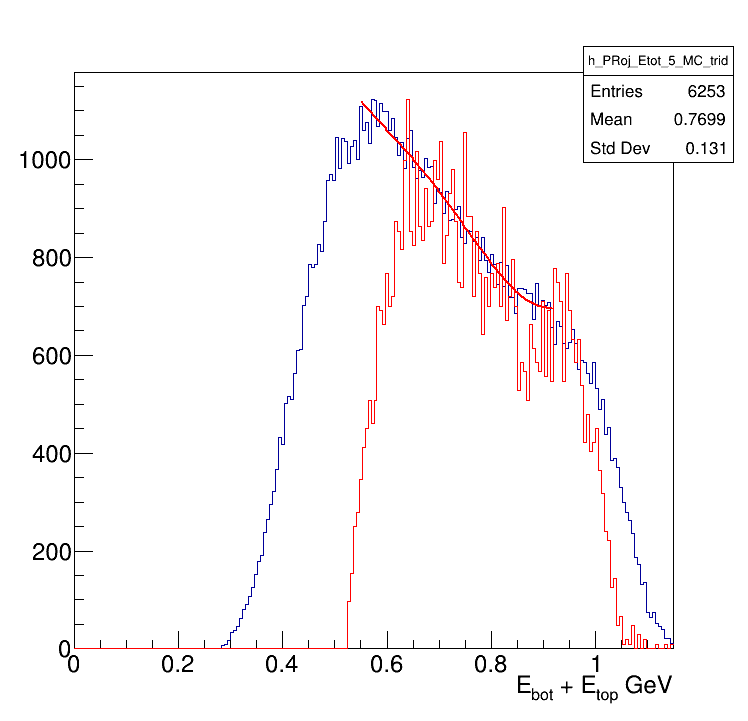 h_PRoj_Etot_5_MC_trid
Entries 6253
Mean 0.7699
Std Dev 0.131
1000
800
600
400
200
0
0 0.2 0.4 0.6 0.8 1
E_bot + E_top GeV